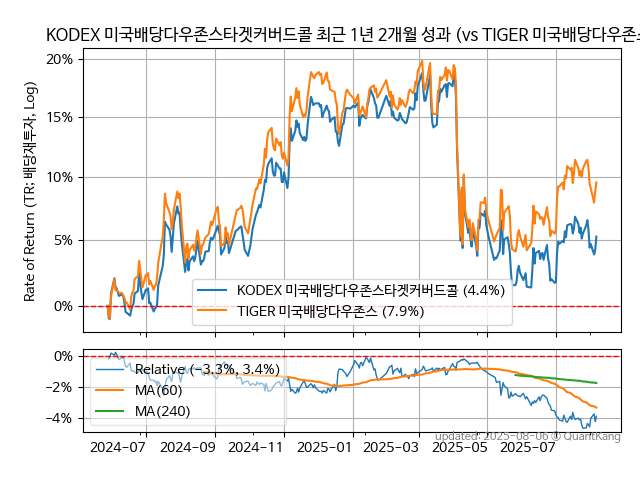 KODEX 미국배당다우존스타겟커버드콜 최근 1년 2개월 성과 (vs TIGER 미국배당다우존스
Rate of Return (TR: 배당재투자, Log)
20%
15%
10%
5%
0%
KODEX 미국배당다우존스타겟커버드콜 (4.4%)
TIGER 미국배당다우존스 (7.9%)
0%
−2%
−4%
Relative (−3.3%, 3.4%)
MA(60)
MA(240)
2024-07 2024-09 2024-11 2025-01 2025-03 2025-05 2025-07
updated: 2025-08-06 © QuantKang